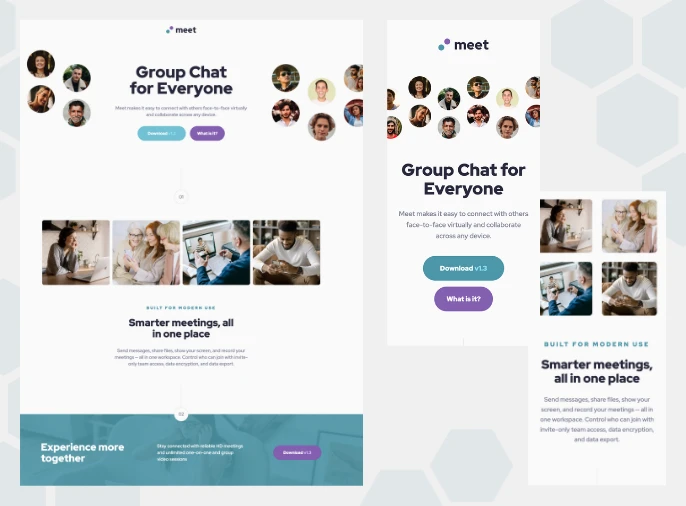 meet
Group Chat
for Everyone
Meet makes it easy to connect with others face-to-face virtually
and collaborate across any device.
Download v1.3
What is it?
01
BUILT FOR MODERN USE
Smarter meetings, all
in one place
Send messages, share files, show your screen, and record your
meetings — all in one workspace. Control who can join with invite-
only team access, data encryption, and data export.
02
Experience more
together
Stay connected with reliable HD meetings
and unlimited one-on-one and group
video sessions
Download v1.3
meet
Group Chat for
Everyone
Meet makes it easy to connect with others
face-to-face virtually and collaborate
across any device.
Download v1.3
What is it?
BUILT FOR MODERN USE
Smarter meetings,
all in one place
Send messages, share files, show your
screen, and record your meetings — all in
one workspace. Control who can join with
invite-only team access, data encryption,
and data export.